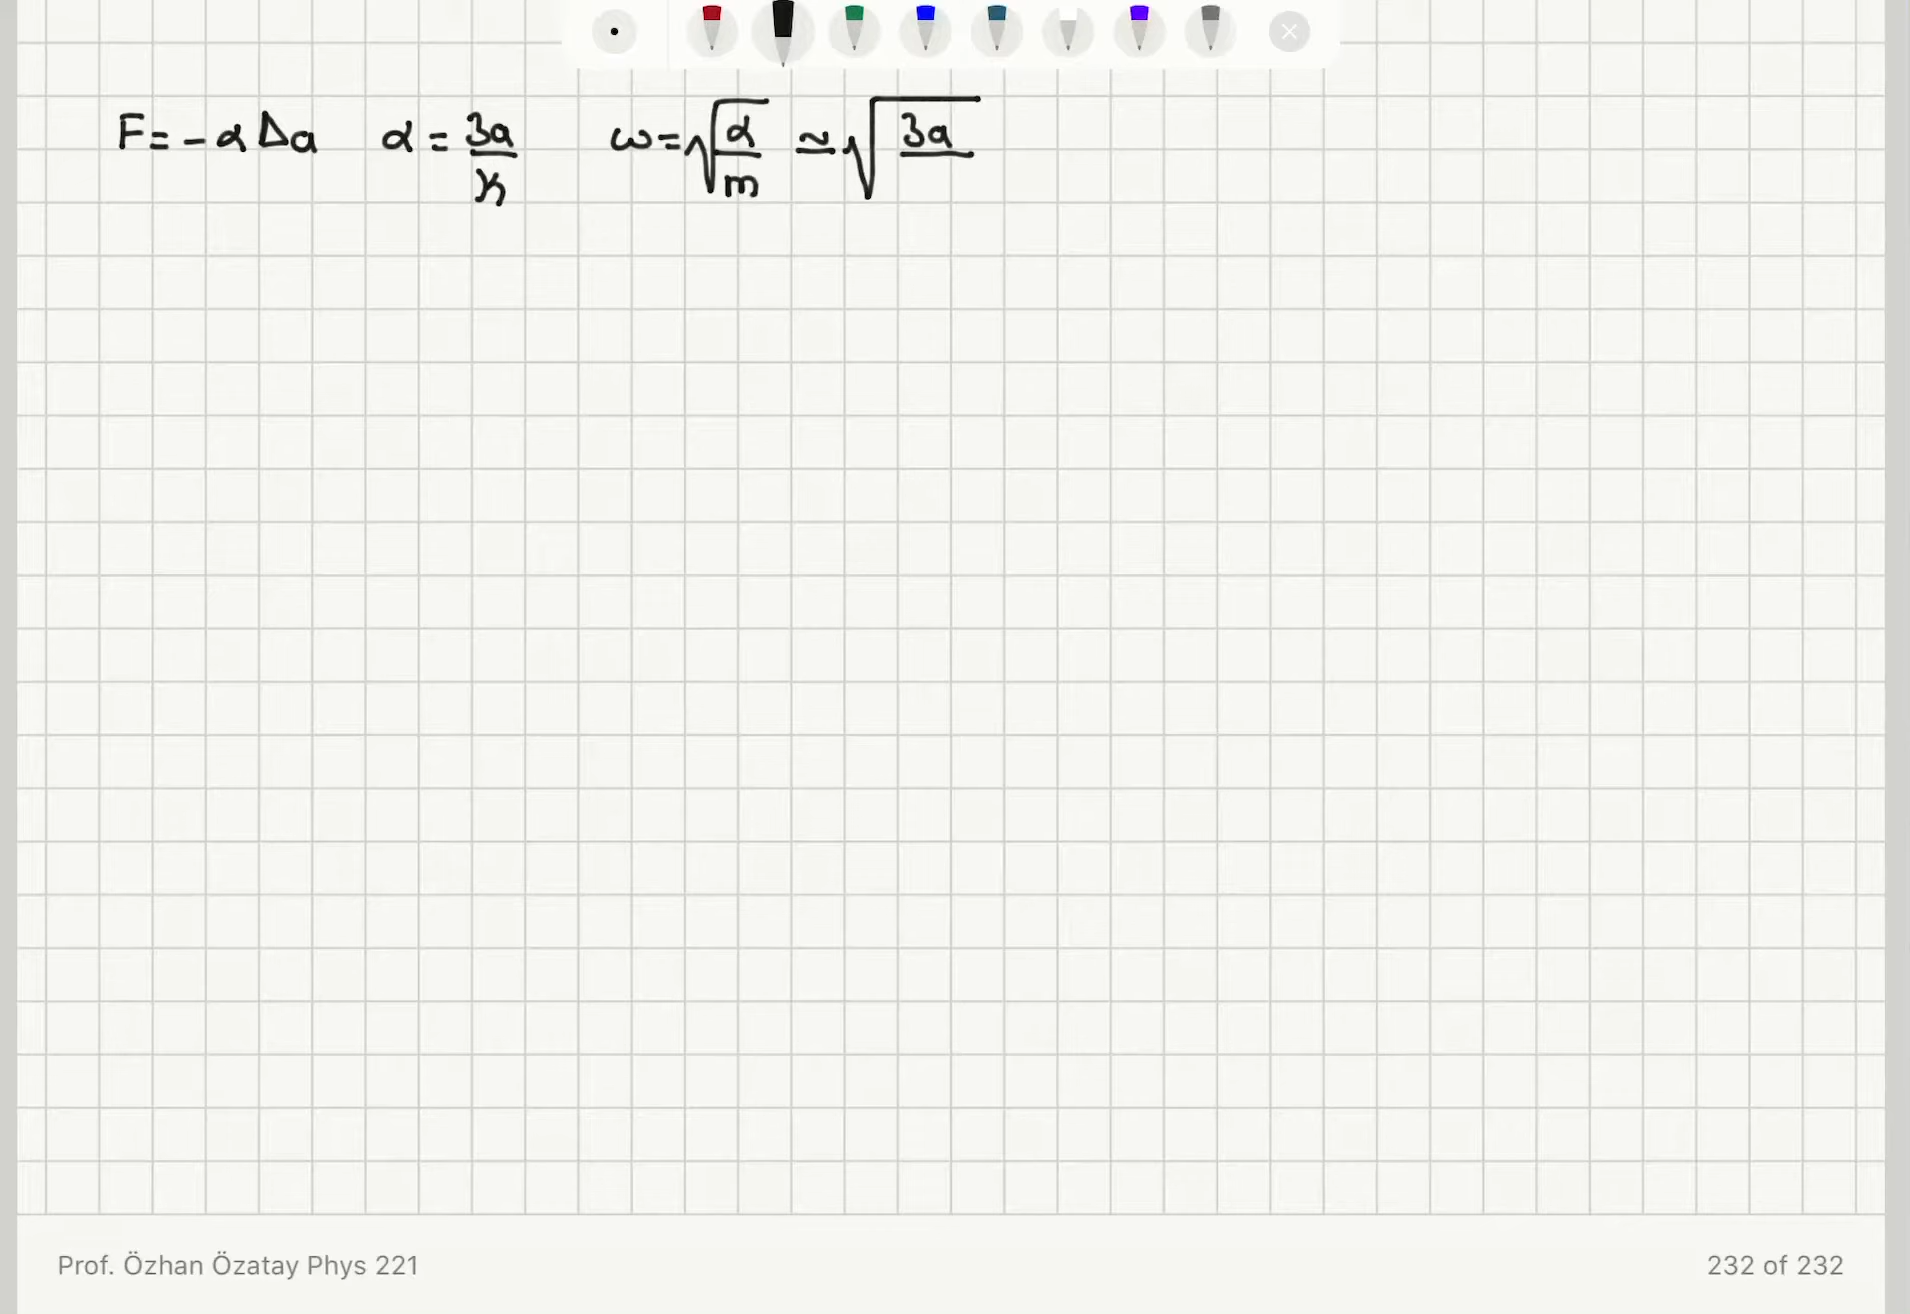 F = - α Δa α = 3a/κ ω = √(α/m) ≃ √(3a/
Prof. Özhan Özatay Phys 221
232 of 232